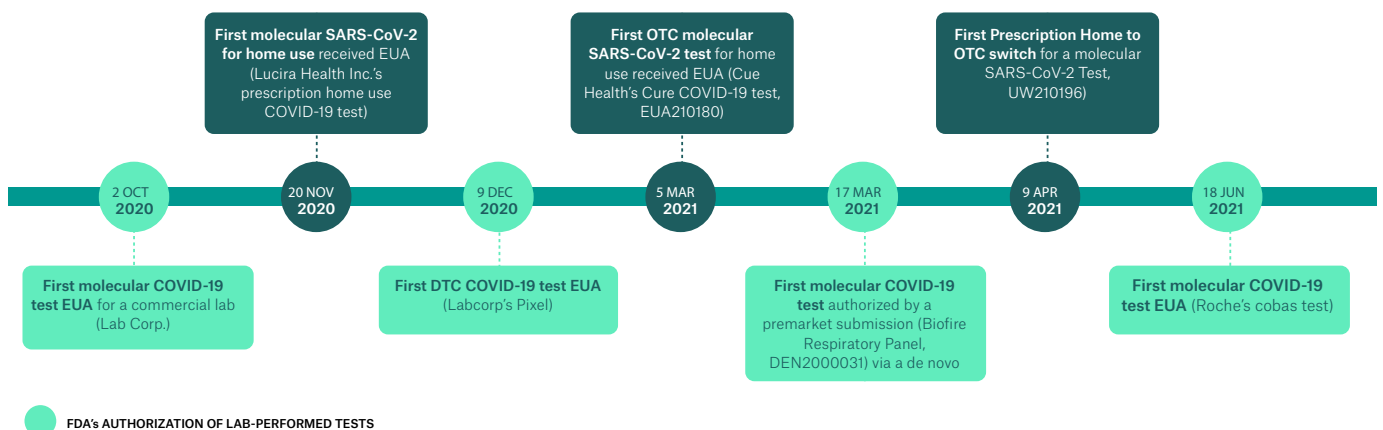 First molecular SARS-CoV-2
for home use received EUA
(Lucira Health Inc.'s
prescription home use
COVID-19 test)
First OTC molecular
SARS-CoV-2 test for home
use received EUA (Cue
Health's Cure COVID-19 test,
EUA210180)
First Prescription Home to
OTC switch for a molecular
SARS-CoV-2 Test,
UW210196)
2 OCT
2020
20 NOV
2020
9 DEC
2020
5 MAR
2021
17 MAR
2021
9 APR
2021
18 JUN
2021
First molecular COVID-19
test EUA for a commercial lab
(Lab Corp.)
First DTC COVID-19 test EUA
(Labcorp's Pixel)
First molecular COVID-19
test authorized by a
premarket submission (Biofire
Respiratory Panel,
DEN2000031) via a de novo
First molecular COVID-19
test EUA (Roche's cobas test)
FDA's AUTHORIZATION OF LAB-PERFORMED TESTS